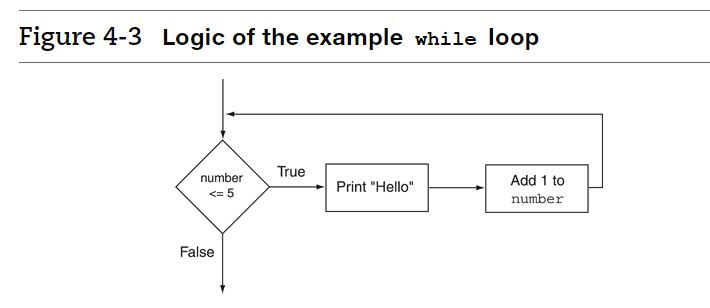 Figure 4-3 Logic of the example while loop
True
number
<= 5
Print "Hello"
Add 1 to
number
False